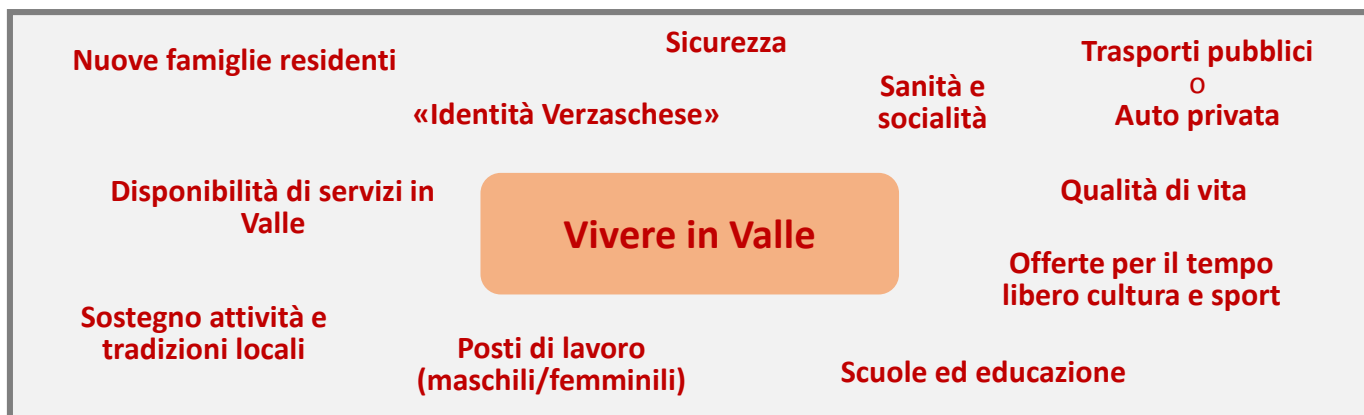 Nuove famiglie residenti
Sicurezza
Trasporti pubblici
o
Auto privata
«Identità Verzaschese»
Sanità e
socialità
Disponibilità di servizi in
Valle
Vivere in Valle
Qualità di vita
Offerte per il tempo
libero cultura e sport
Sostegno attività e
tradizioni locali
Posti di lavoro
(maschili/femminili)
Scuole ed educazione